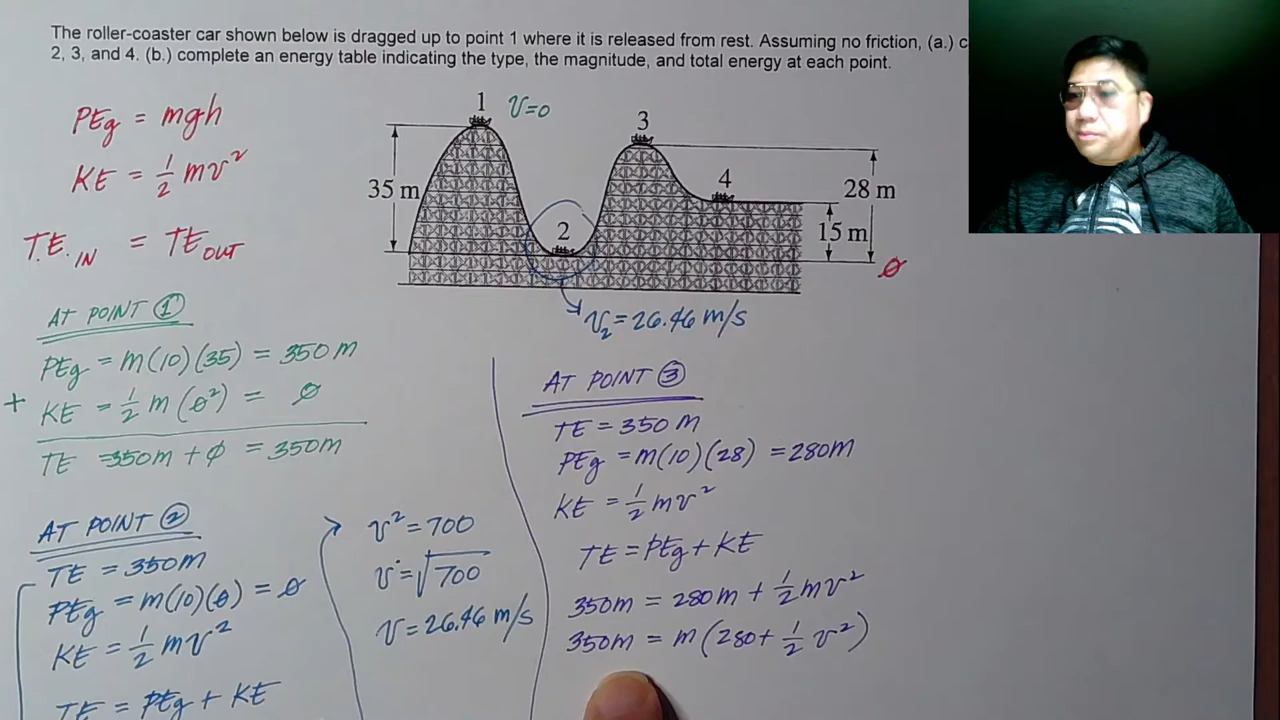 The roller-coaster car shown below is dragged up to point 1 where it is released from rest. Assuming no friction, (a.) c
2, 3, and 4. (b.) complete an energy table indicating the type, the magnitude, and total energy at each point.
PEg = mgh
KE = 1/2 mv²
T.E. IN = TE OUT
1 V=0
3
35 m
4
28 m
2
15 m
Ø
V₂ = 26.46 m/s
AT POINT ①
PEg = m(10)(35) = 350 m
+ KE = 1/2 m(0²) = Ø
TE = 350m + Ø = 350m
AT POINT ②
TE = 350m
PEg = m(10)(0) = Ø
KE = 1/2 mv²
TE = PEg + KE
v² = 700
v = √700
v = 26.46 m/s
AT POINT ③
TE = 350 m
PEg = m(10)(28) = 280m
KE = 1/2 mv²
TE = PEg + KE
350m = 280m + 1/2 mv²
350m = m(280 + 1/2 v²)